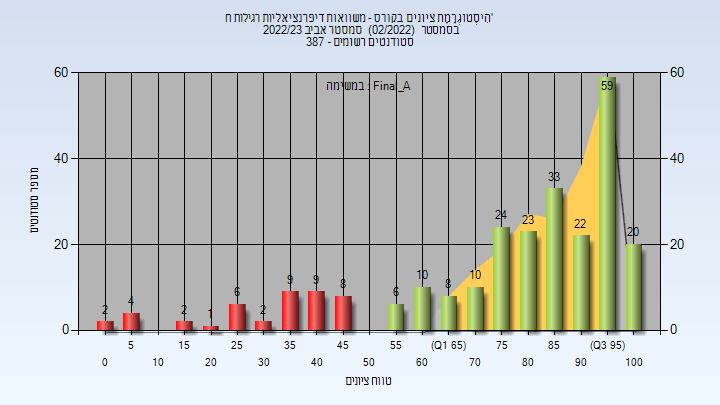 הִיסְטוֹגְרָמַת ציונים בקורס - משוואות דיפרנציאליות רגילות ח'
בסמסטר (02/2022) סמסטר אביב 2022/23
סטודנטים רשומים - 387
במשימה : Final_A
מספר סטודנטים
60 60
40 40
20 20
0 0
2 4 2 1 6 2 9 9 8 6 10 8 10 24 23 33 22 59 20
5 15 25 35 45 55 (Q1 65) 75 85 (Q3 95)
0 10 20 30 40 50 60 70 80 90 100
טווח ציונים